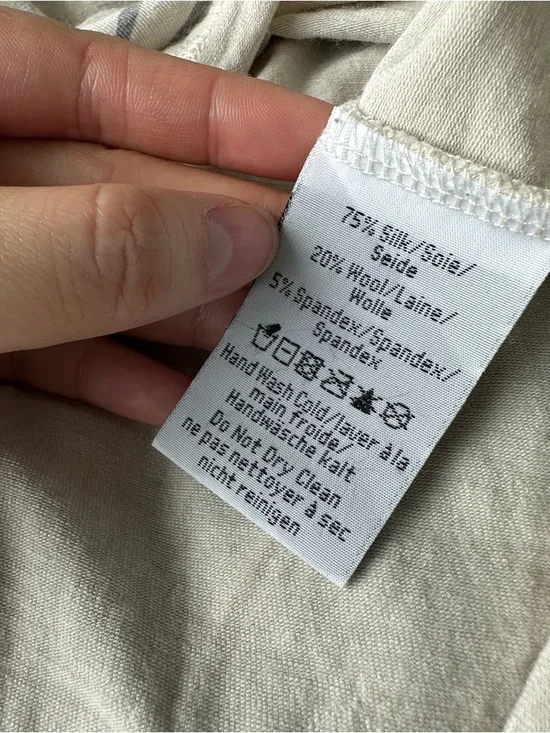 75% Silk/Soie/
Seide
20% Wool/Laine/
Wolle
5% Spandex/Spandex/
Spandex
Hand Wash Cold/laver à la
main froide/
Handwäsche kalt
Do Not Dry Clean
ne pas nettoyer à sec
nicht reinigen